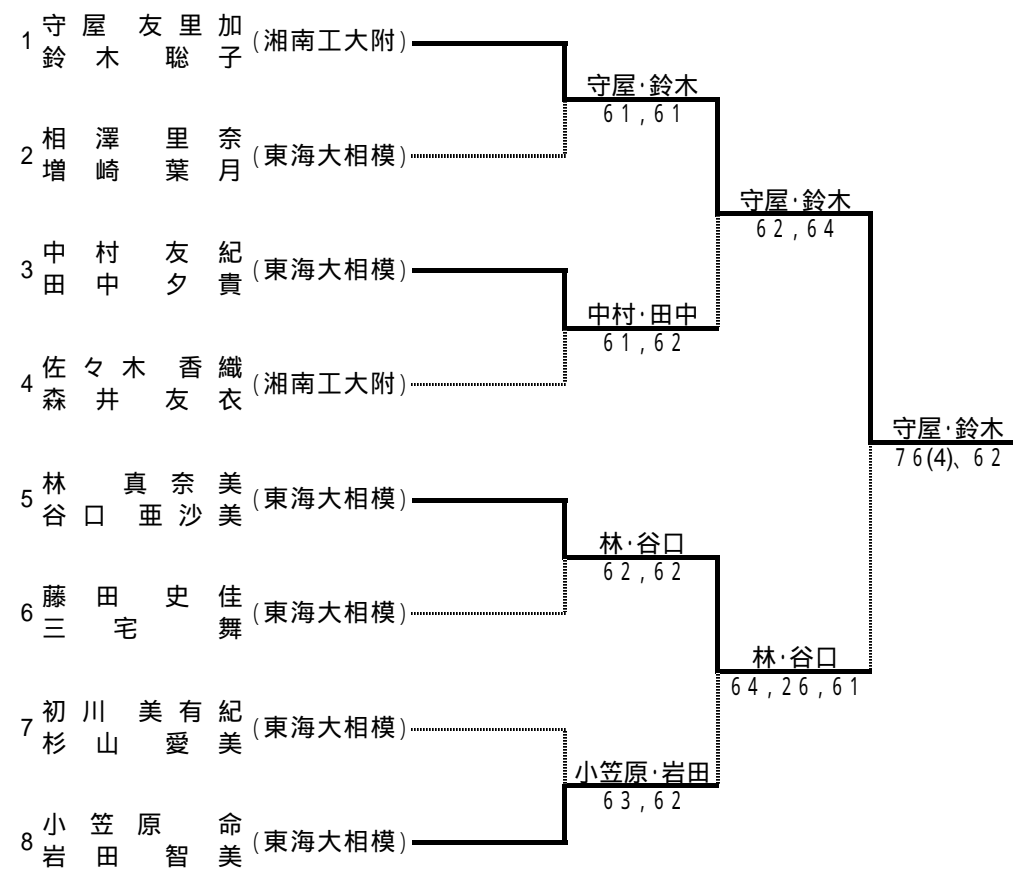 1 守屋 友里加 (湘南工大附)
鈴木 聡子
守屋・鈴木
61,61
2 相澤 里奈 (東海大相模)
増崎 葉月
守屋・鈴木
62,64
3 中村 友紀 (東海大相模)
田中 夕貴
中村・田中
61,62
4 佐々木 香織 (湘南工大附)
森井 友衣
守屋・鈴木
76(4)、62
5 林 真奈美 (東海大相模)
谷口 亜沙美
林・谷口
62,62
6 藤田 史佳 (東海大相模)
三宅 舞
林・谷口
64,26,61
7 初川 美有紀 (東海大相模)
杉山 愛美
小笠原・岩田
63,62
8 小笠原 命 (東海大相模)
岩田 智美